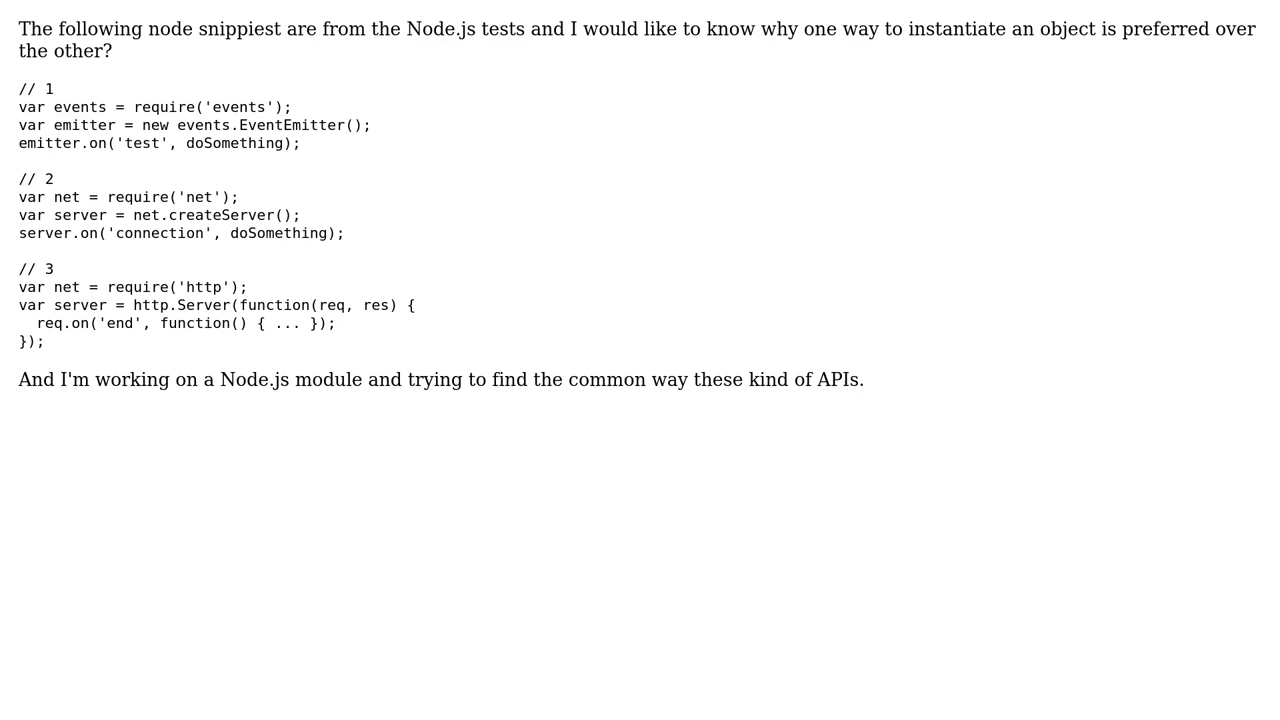 The following node snippiest are from the Node.js tests and I would like to know why one way to instantiate an object is preferred over
the other?
// 1
var events = require('events');
var emitter = new events.EventEmitter();
emitter.on('test', doSomething);
// 2
var net = require('net');
var server = net.createServer();
server.on('connection', doSomething);
// 3
var net = require('http');
var server = http.Server(function(req, res) {
  req.on('end', function() { ... });
});
And I'm working on a Node.js module and trying to find the common way these kind of APIs.